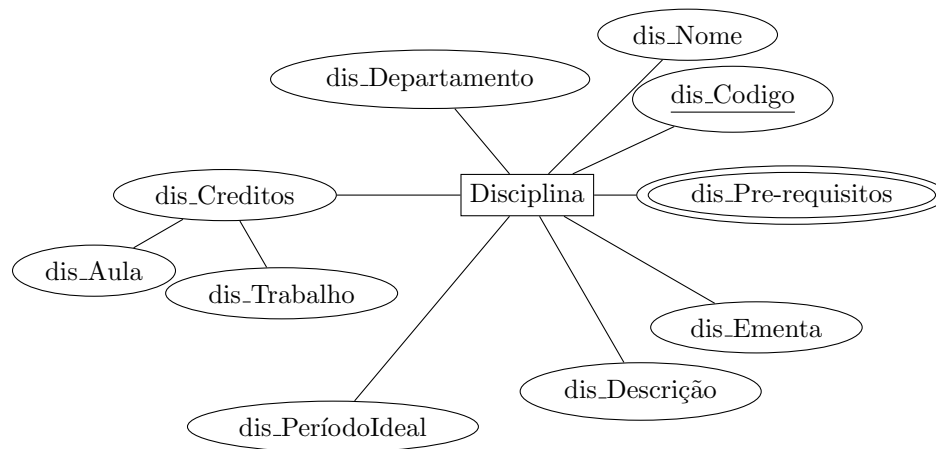 dis_Nome
dis_Departamento
dis_Codigo
dis_Creditos
Disciplina
dis_Pre-requisitos
dis_Aula
dis_Trabalho
dis_Ementa
dis_Descrição
dis_PeríodoIdeal